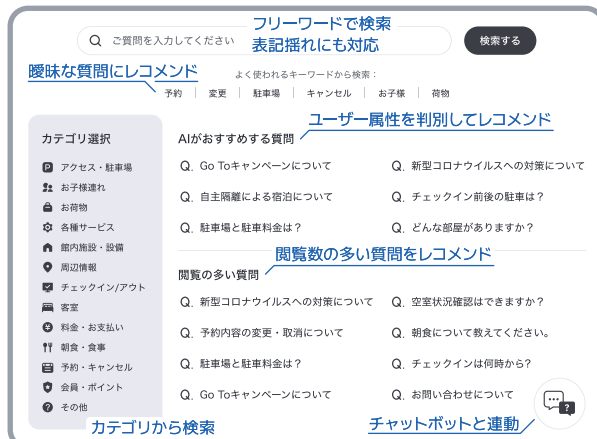 フリーワードで検索
表記揺れにも対応
ご質問を入力してください
検索する
曖昧な質問にレコメンド
よく使われるキーワードから検索：
予約 | 変更 | 駐車場 | キャンセル | お子様 | 荷物
ユーザー属性を判別してレコメンド
カテゴリ選択
アクセス・駐車場
お子様連れ
お荷物
各種サービス
館内施設・設備
周辺情報
チェックイン/アウト
客室
料金・お支払い
朝食・食事
予約・キャンセル
会員・ポイント
その他
カテゴリから検索
AIがおすすめする質問
Q. Go Toキャンペーンについて
Q. 新型コロナウイルスへの対策について
Q. 自主隔離による宿泊について
Q. チェックイン前後の駐車は？
Q. 駐車場と駐車料金は？
Q. どんな部屋がありますか？
閲覧数の多い質問をレコメンド
閲覧の多い質問
Q. 新型コロナウイルスへの対策について
Q. 空室状況確認はできますか？
Q. 予約内容の変更・取消について
Q. 朝食について教えてください。
Q. 駐車場と駐車料金は？
Q. チェックインは何時から?
Q. Go Toキャンペーンについて
Q. お問い合わせについて
チャットボットと連動